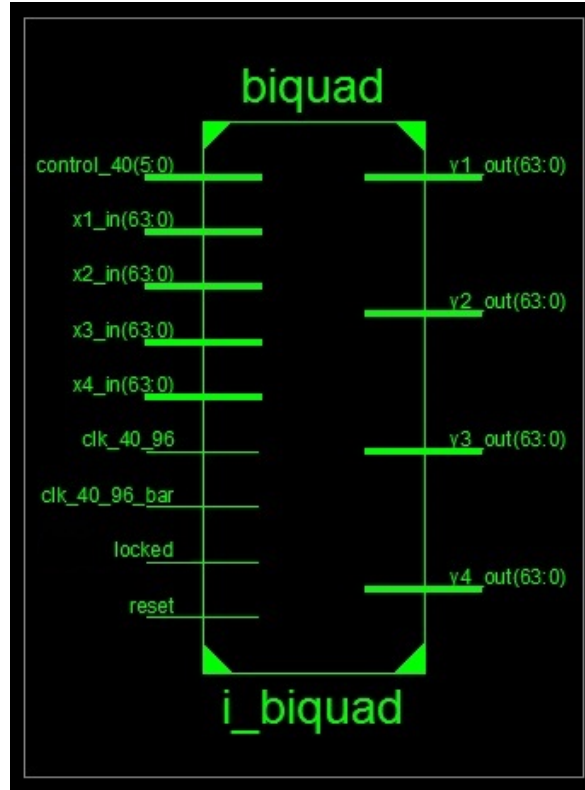 biquad
control_40(5:0)
x1_in(63:0)
x2_in(63:0)
x3_in(63:0)
x4_in(63:0)
clk_40_96
clk_40_96_bar
locked
reset
y1_out(63:0)
y2_out(63:0)
y3_out(63:0)
y4_out(63:0)
i_biquad